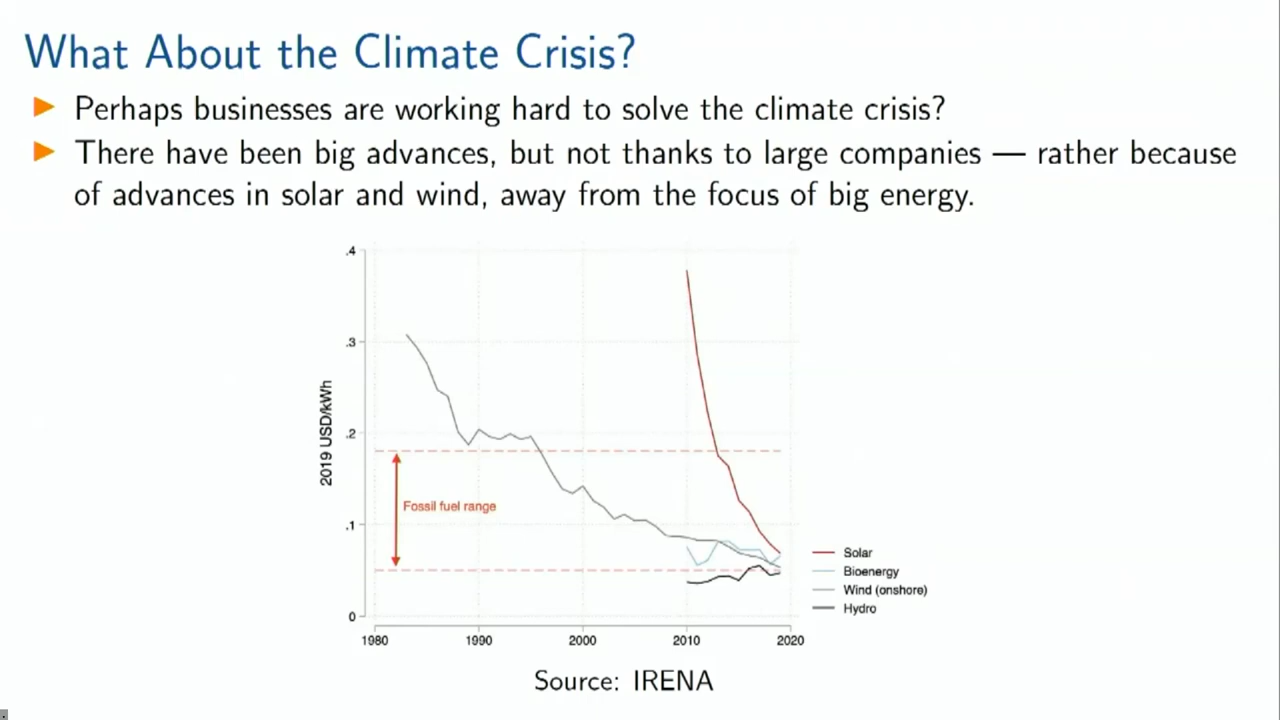 What About the Climate Crisis?
Perhaps businesses are working hard to solve the climate crisis?
There have been big advances, but not thanks to large companies — rather because
of advances in solar and wind, away from the focus of big energy.
.4
.3
.2
.1
0
2019 USD/kWh
Fossil fuel range
1980
1990
2000
2010
2020
Solar
Bioenergy
Wind (onshore)
Hydro
Source: IRENA